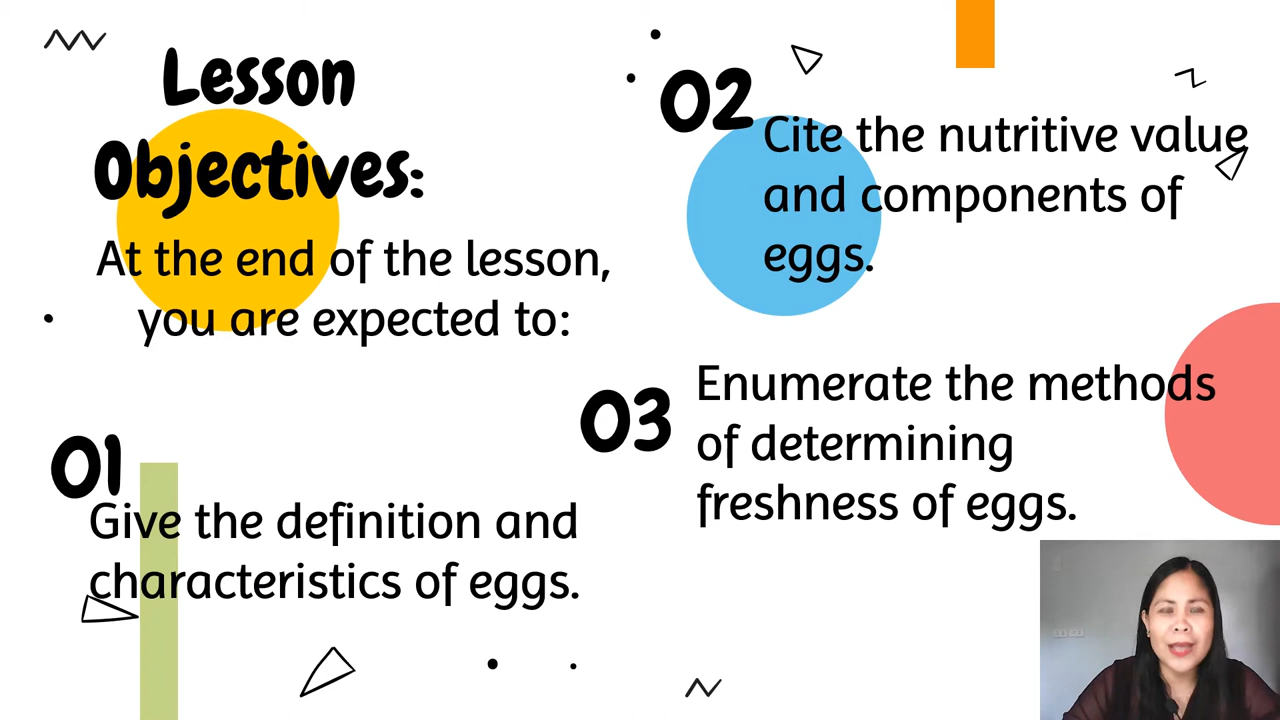 Lesson
Objectives:
At the end of the lesson,
you are expected to:
01
Give the definition and
characteristics of eggs.
02
Cite the nutritive value
and components of
eggs.
03
Enumerate the methods
of determining
freshness of eggs.